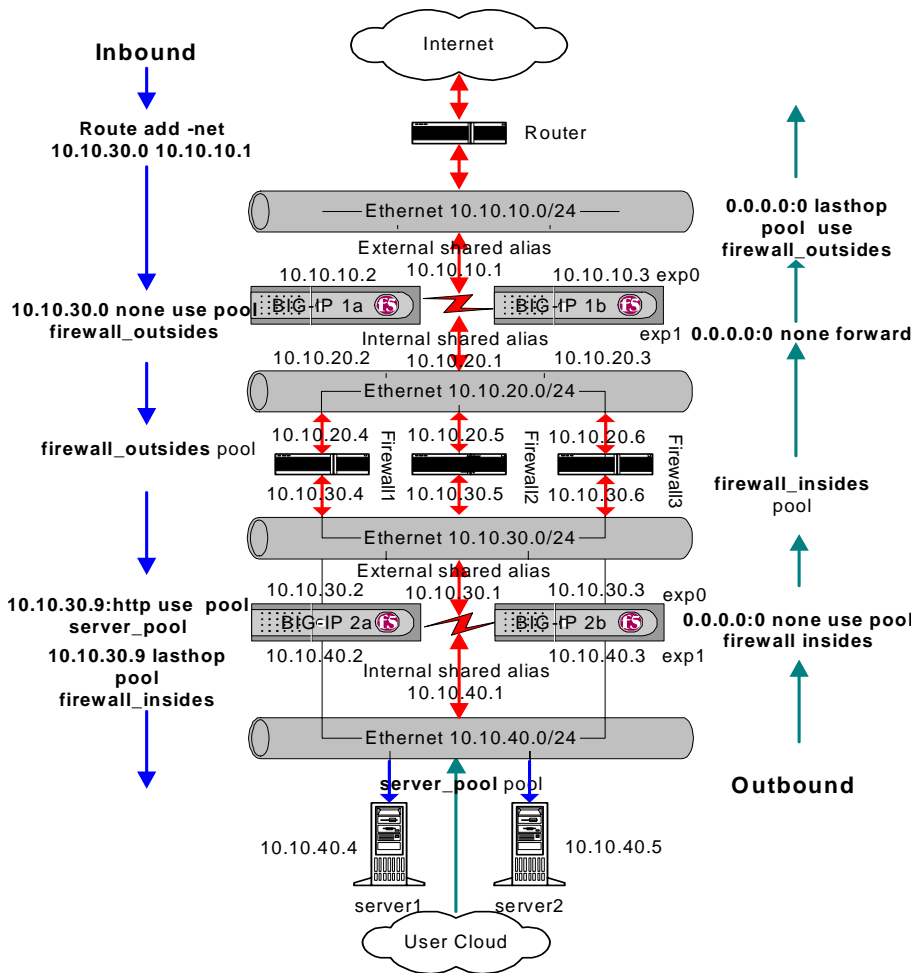 Internet
Inbound
Route add -net
10.10.30.0 10.10.10.1
Router
Ethernet 10.10.10.0/24
0.0.0.0:0 lasthop
pool use
firewall_outsides
External shared alias
10.10.10.2
10.10.10.1
10.10.10.3 exp0
BIG-IP 1a
f5
BIG-IP 1b
f5
10.10.30.0 none use pool
firewall_outsides
Internal shared alias
exp1 0.0.0.0:0 none forward
10.10.20.2
10.10.20.1
10.10.20.3
Ethernet 10.10.20.0/24
firewall_outsides pool
10.10.20.4
10.10.20.5
10.10.20.6
Firewall1
Firewall2
Firewall3
10.10.30.4
10.10.30.5
10.10.30.6
firewall_insides
pool
Ethernet 10.10.30.0/24
External shared alias
10.10.30.2
10.10.30.1
10.10.30.3
exp0
10.10.30.9:http use pool
server_pool
BIG-IP 2a
f5
BIG-IP 2b
f5
0.0.0.0:0 none use pool
firewall insides
10.10.30.9 lasthop
pool
firewall_insides
10.10.40.2
10.10.40.3
exp1
Internal shared alias
10.10.40.1
Ethernet 10.10.40.0/24
server_pool pool
Outbound
10.10.40.4
10.10.40.5
server1
server2
User Cloud